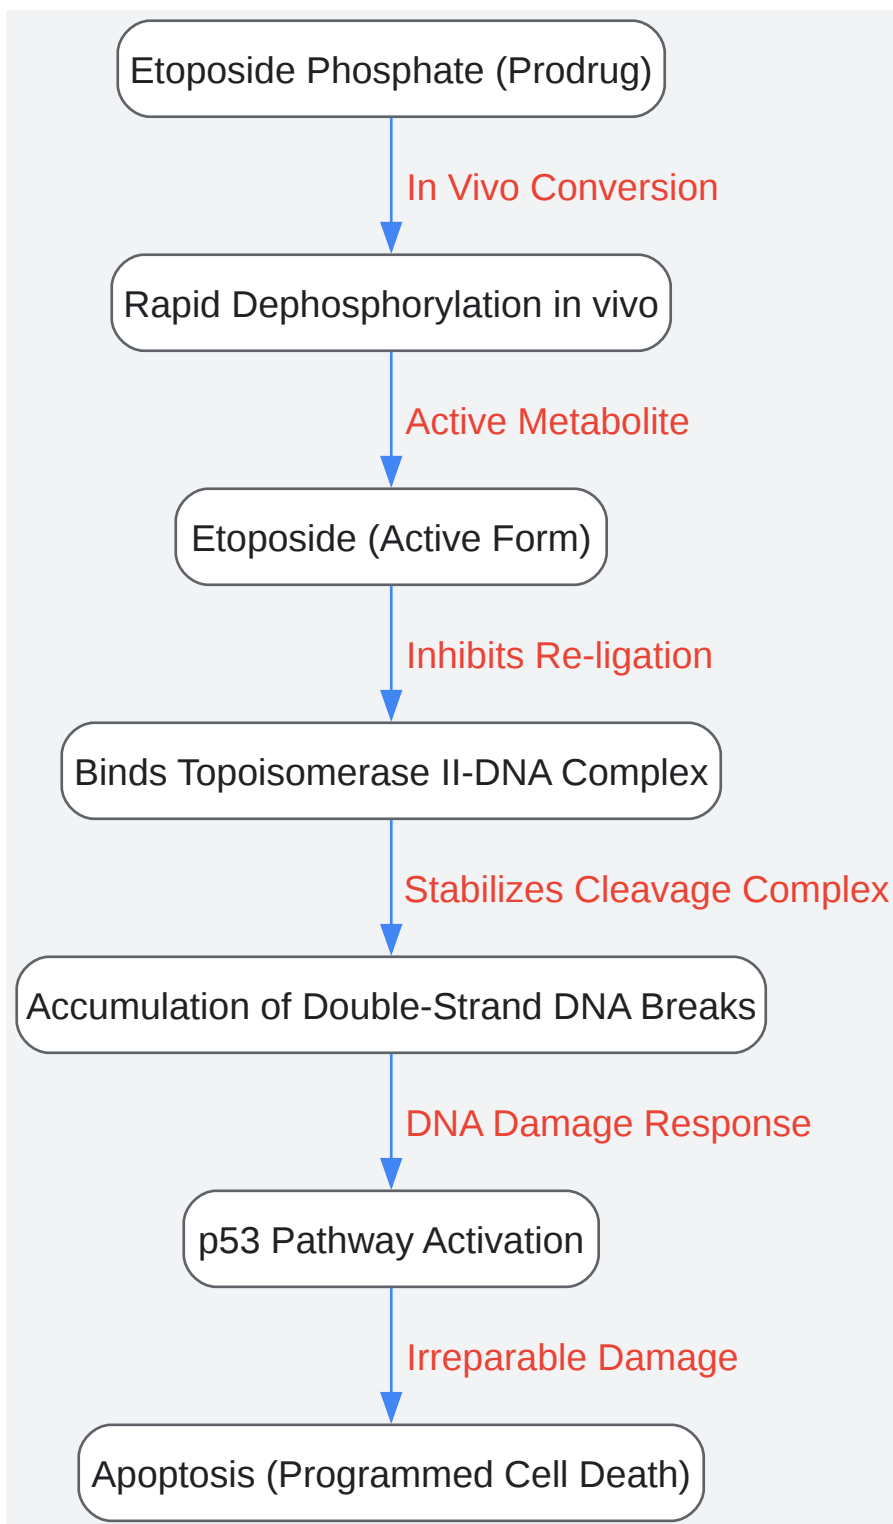 Etoposide Phosphate (Prodrug)
In Vivo Conversion
Rapid Dephosphorylation in vivo
Active Metabolite
Etoposide (Active Form)
Inhibits Re-ligation
Binds Topoisomerase II-DNA Complex
Stabilizes Cleavage Complex
Accumulation of Double-Strand DNA Breaks
DNA Damage Response
p53 Pathway Activation
Irreparable Damage
Apoptosis (Programmed Cell Death)